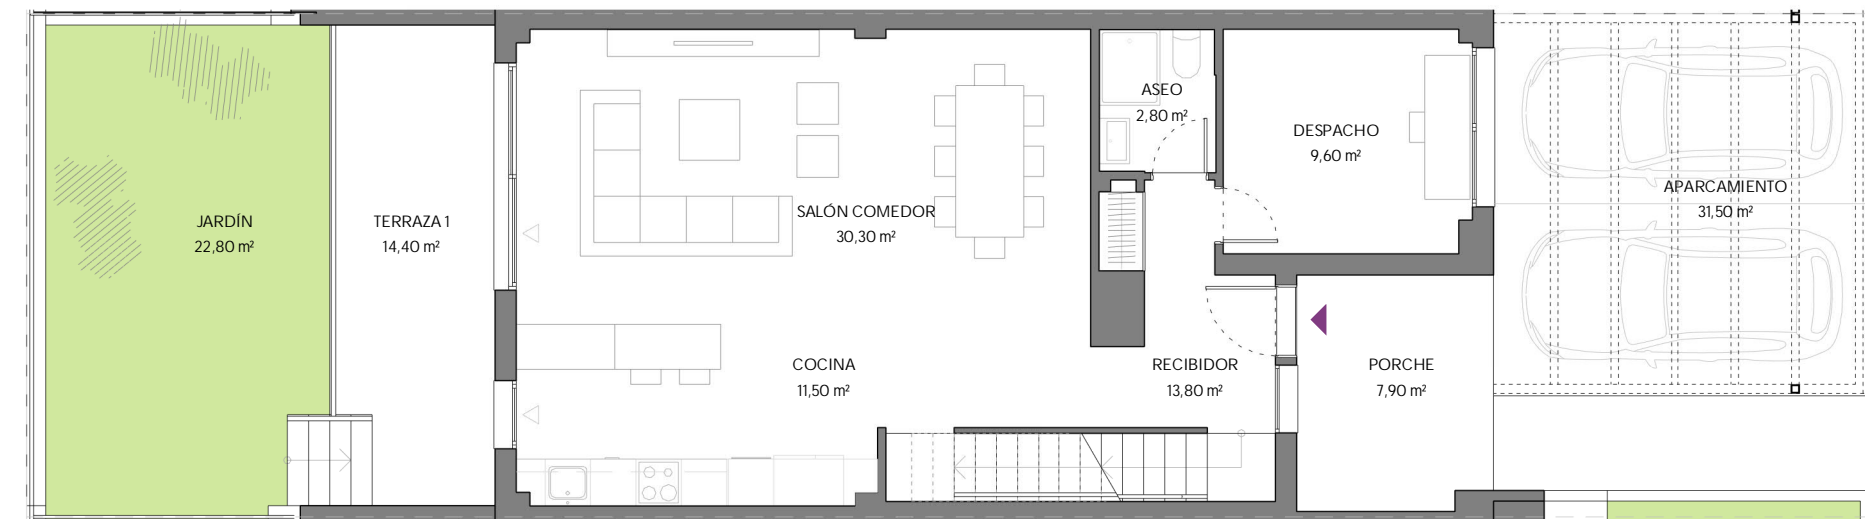 JARDÍN
22,80 m²
TERRAZA 1
14,40 m²
SALÓN COMEDOR
30,30 m²
COCINA
11,50 m²
ASEO
2,80 m²
DESPACHO
9,60 m²
RECIBIDOR
13,80 m²
PORCHE
7,90 m²
APARCAMIENTO
31,50 m²